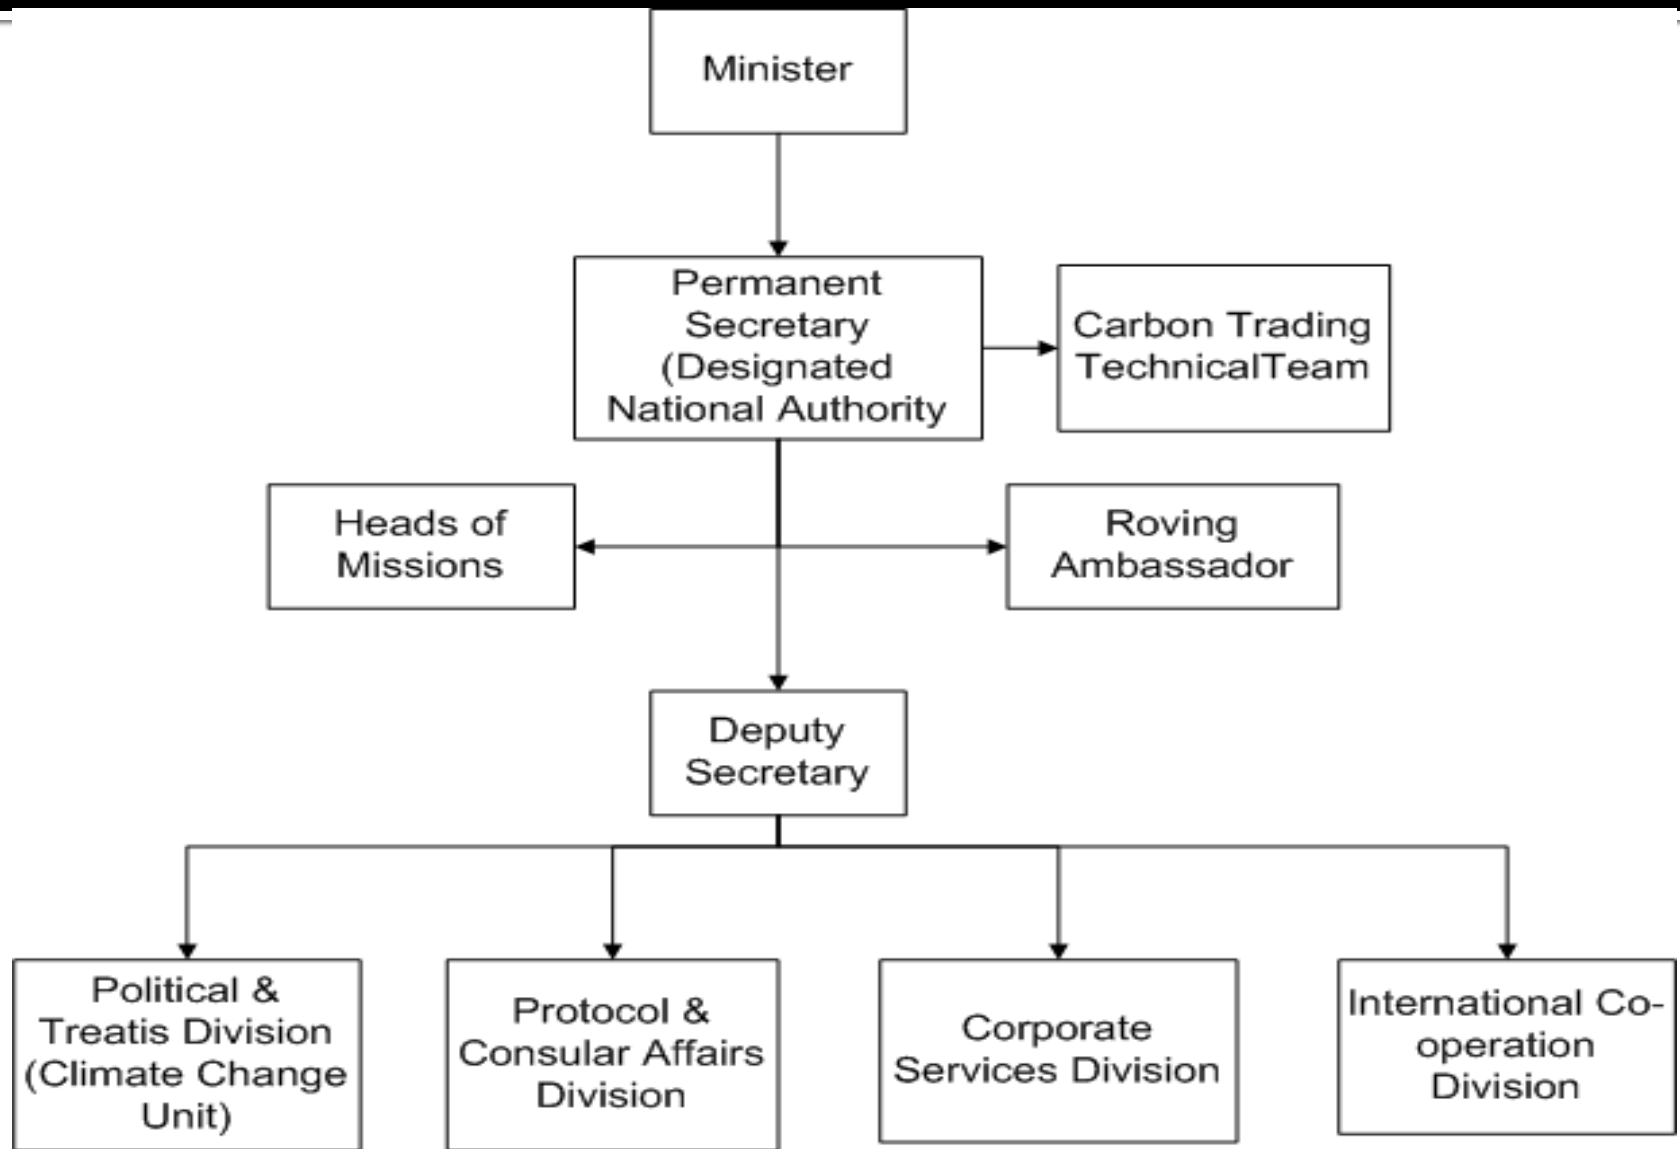 Minister
Permanent
Secretary
(Designated
National Authority
Carbon Trading
TechnicalTeam
Heads of
Missions
Roving
Ambassador
Deputy
Secretary
Political &
Treatis Division
(Climate Change
Unit)
Protocol &
Consular Affairs
Division
Corporate
Services Division
International Co-
operation
Division